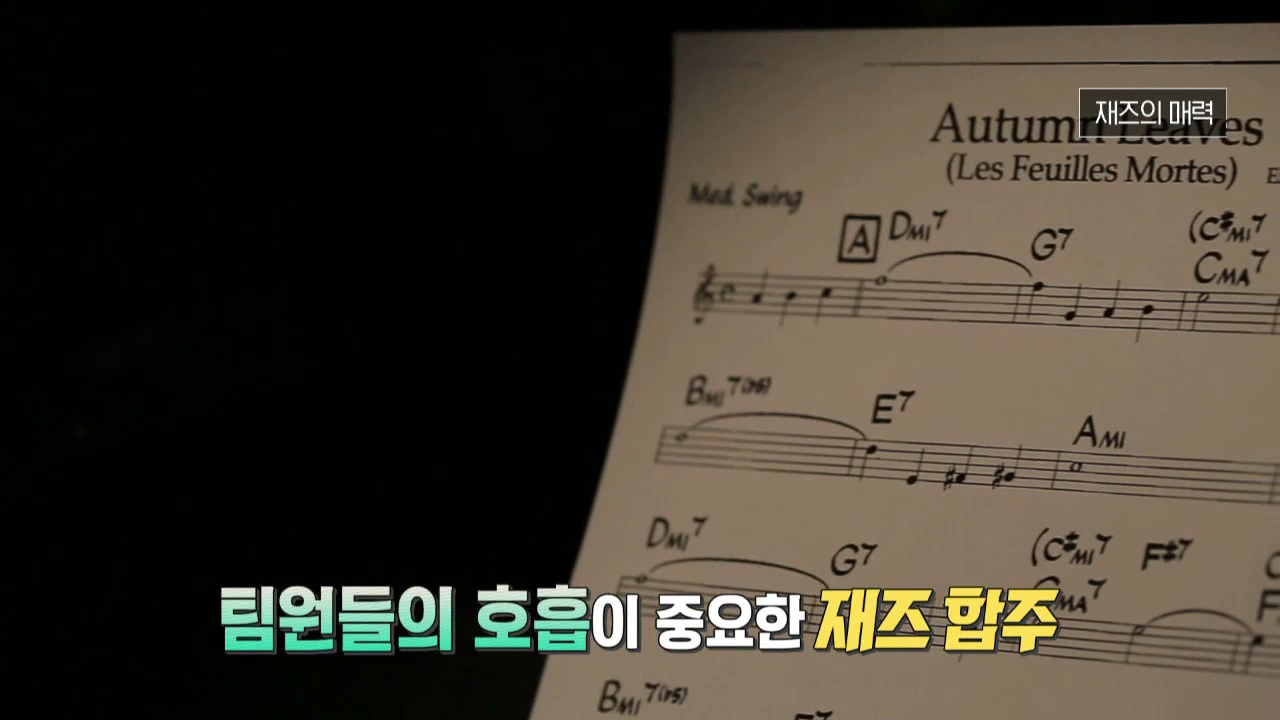 재즈의 매력
Autumn Leaves
(Les Feuilles Mortes)
Med. Swing
A DMI7 G7 (C#MI7
CMA7
BMI7(b5) E7 AMI
DMI7 G7 (C#MI7 F#7
CMA7
팀원들의 호흡이 중요한 재즈 합주
BMI7(b5)